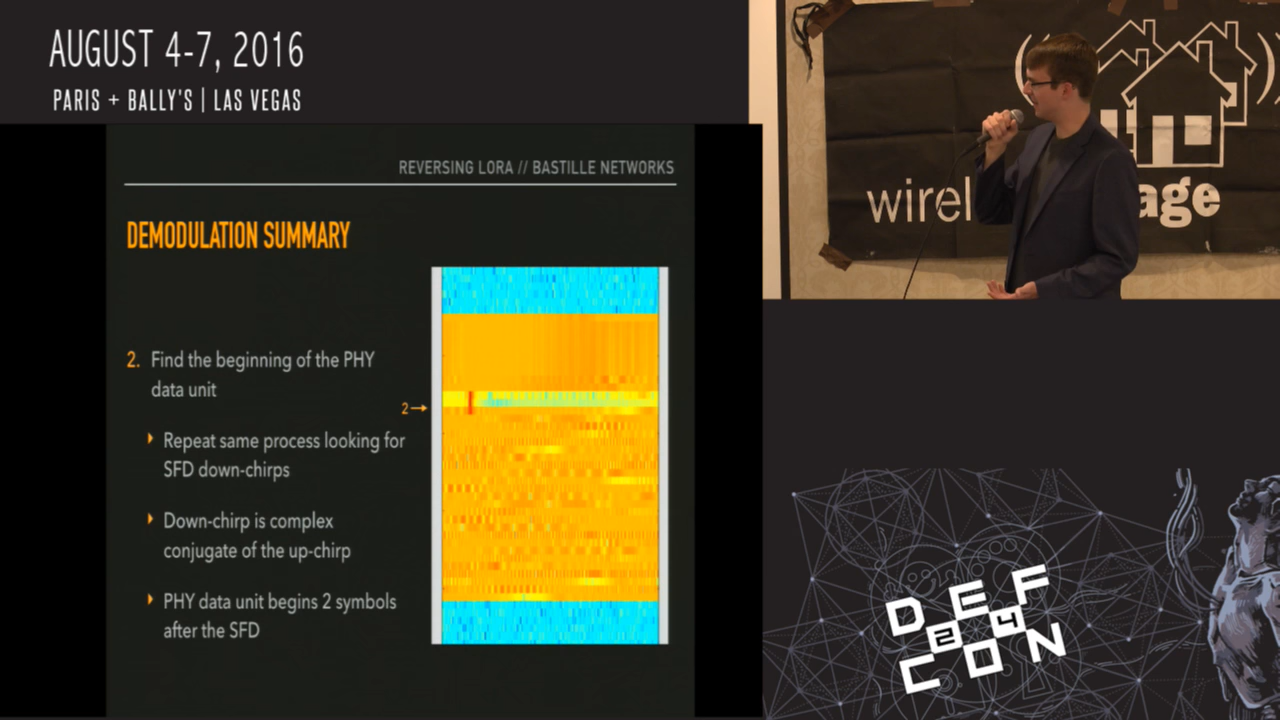 AUGUST 4-7, 2016
PARIS + BALLY'S | LAS VEGAS
REVERSING LORA // BASTILLE NETWORKS
DEMODULATION SUMMARY
2. Find the beginning of the PHY
data unit
2
Repeat same process looking for
SFD down-chirps
Down-chirp is complex
conjugate of the up-chirp
PHY data unit begins 2 symbols
after the SFD
wirel age
DEF
24
CON